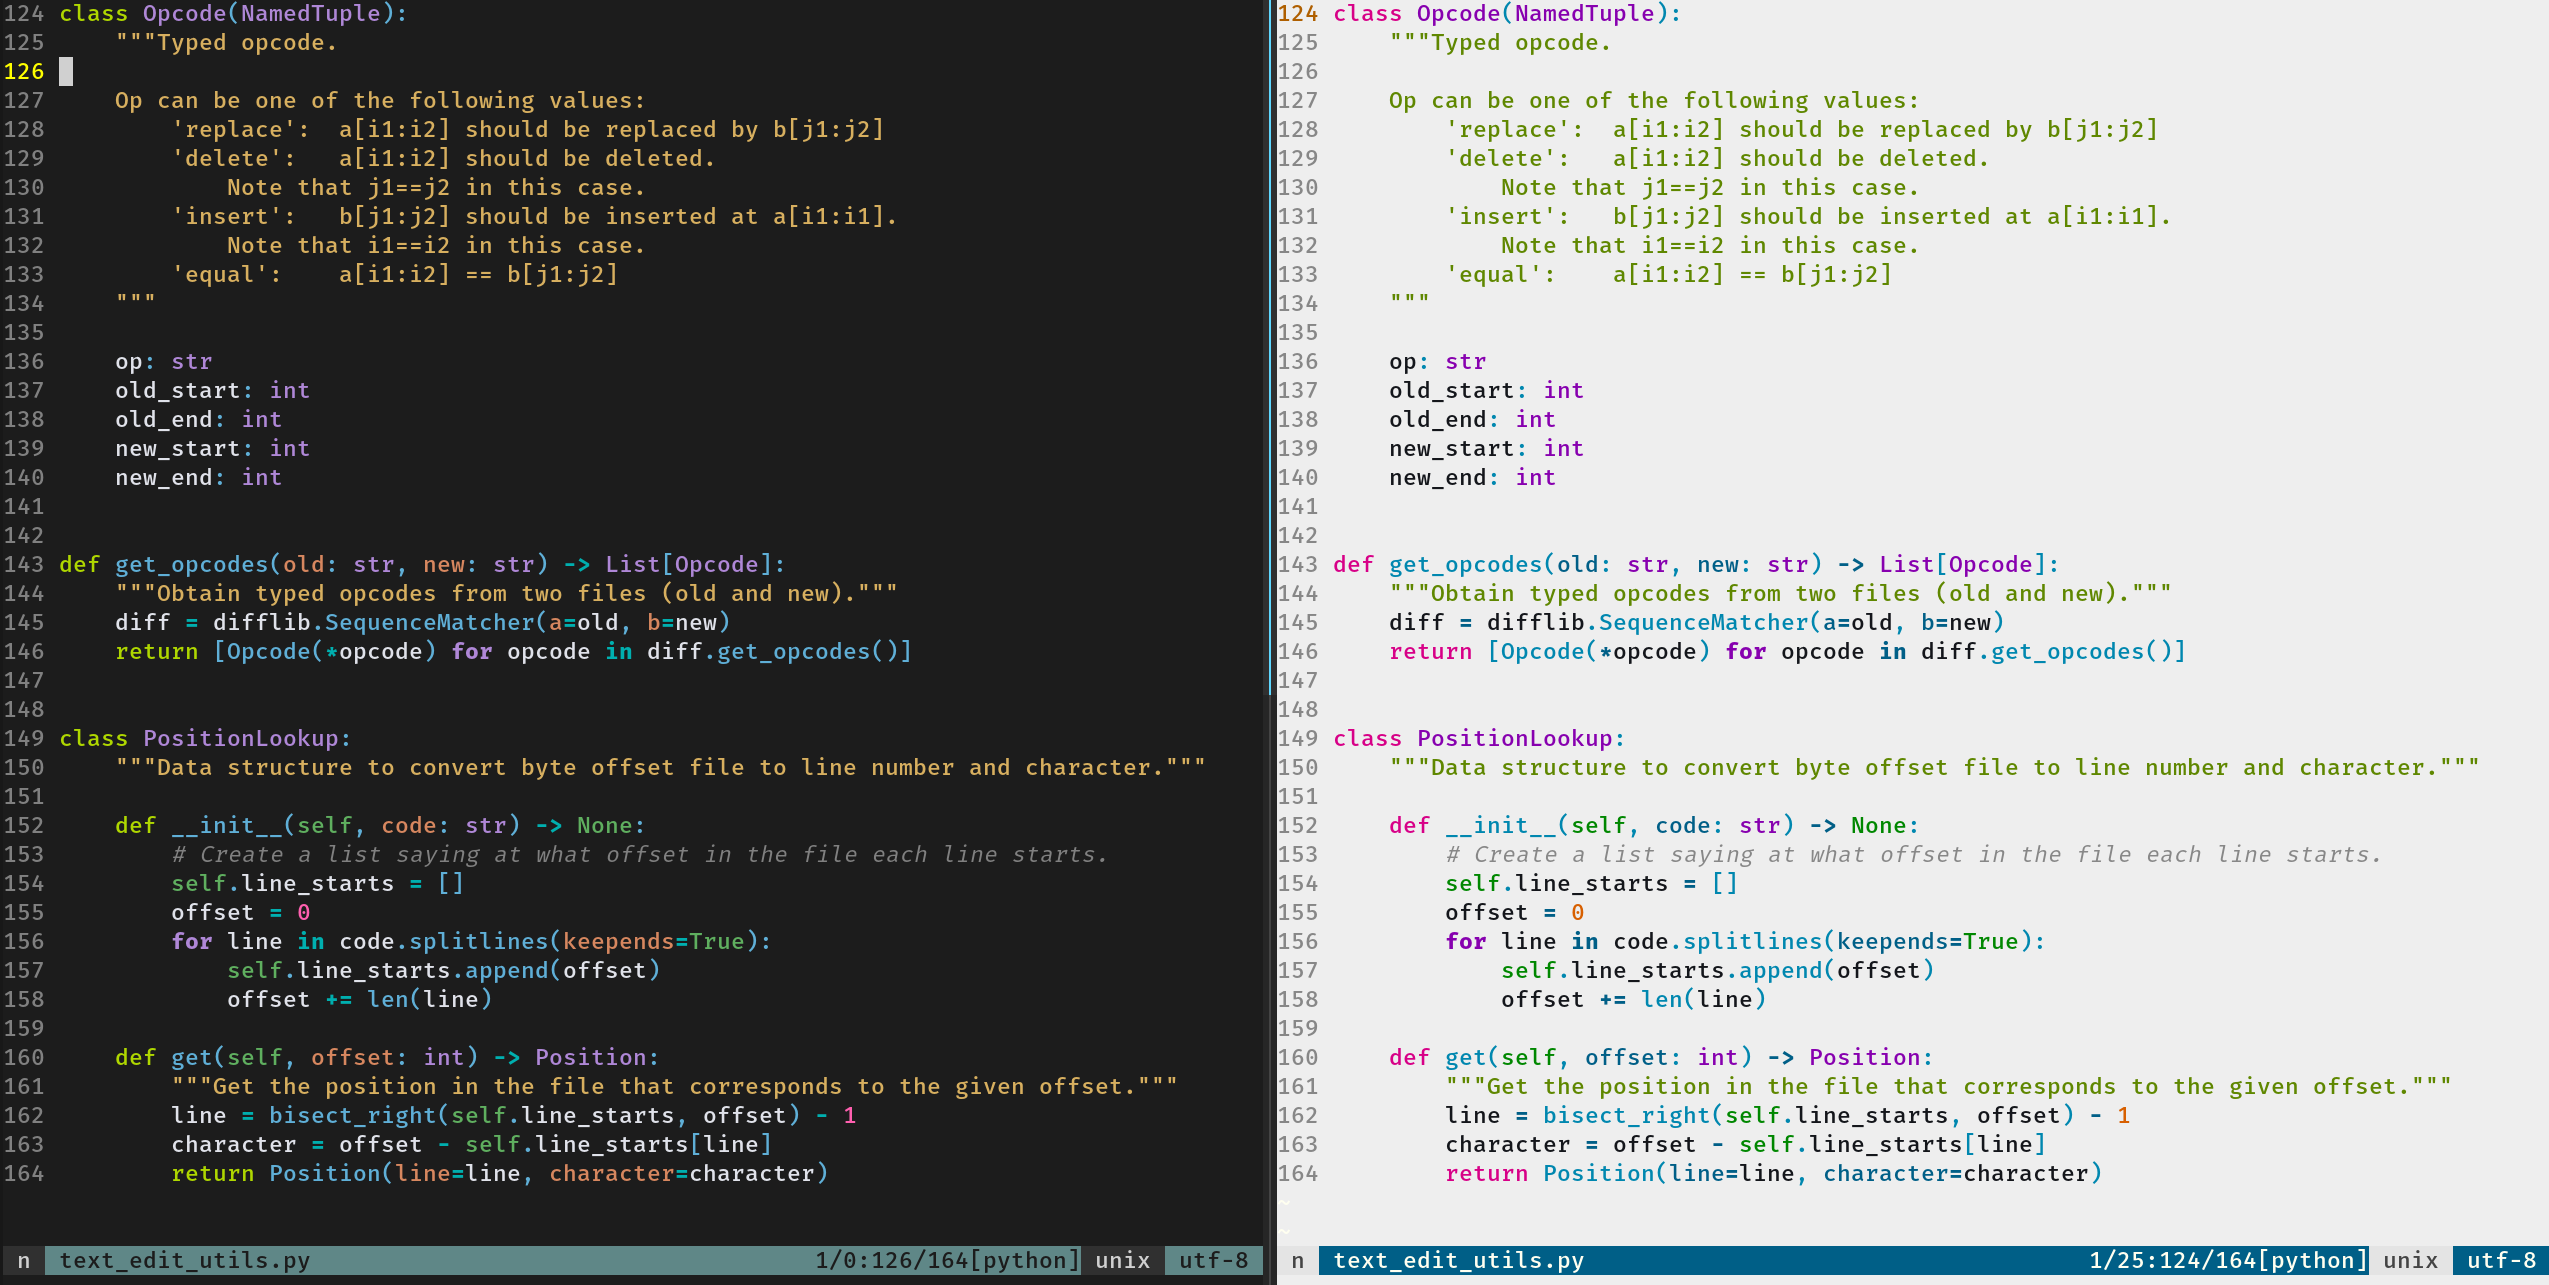 124 class Opcode(NamedTuple):
125     """Typed opcode.
126
127     Op can be one of the following values:
128         'replace':  a[i1:i2] should be replaced by b[j1:j2]
129         'delete':   a[i1:i2] should be deleted.
130             Note that j1==j2 in this case.
131         'insert':   b[j1:j2] should be inserted at a[i1:i1].
132             Note that i1==i2 in this case.
133         'equal':    a[i1:i2] == b[j1:j2]
134     """
135
136     op: str
137     old_start: int
138     old_end: int
139     new_start: int
140     new_end: int
141
142
143 def get_opcodes(old: str, new: str) -> List[Opcode]:
144     """Obtain typed opcodes from two files (old and new)."""
145     diff = difflib.SequenceMatcher(a=old, b=new)
146     return [Opcode(*opcode) for opcode in diff.get_opcodes()]
147
148
149 class PositionLookup:
150     """Data structure to convert byte offset file to line number and character."""
151
152     def __init__(self, code: str) -> None:
153         # Create a list saying at what offset in the file each line starts.
154         self.line_starts = []
155         offset = 0
156         for line in code.splitlines(keepends=True):
157             self.line_starts.append(offset)
158             offset += len(line)
159
160     def get(self, offset: int) -> Position:
161         """Get the position in the file that corresponds to the given offset."""
162         line = bisect_right(self.line_starts, offset) - 1
163         character = offset - self.line_starts[line]
164         return Position(line=line, character=character)
n  text_edit_utils.py  1/0:126/164[python]  unix  utf-8
124 class Opcode(NamedTuple):
125     """Typed opcode.
126
127     Op can be one of the following values:
128         'replace':  a[i1:i2] should be replaced by b[j1:j2]
129         'delete':   a[i1:i2] should be deleted.
130             Note that j1==j2 in this case.
131         'insert':   b[j1:j2] should be inserted at a[i1:i1].
132             Note that i1==i2 in this case.
133         'equal':    a[i1:i2] == b[j1:j2]
134     """
135
136     op: str
137     old_start: int
138     old_end: int
139     new_start: int
140     new_end: int
141
142
143 def get_opcodes(old: str, new: str) -> List[Opcode]:
144     """Obtain typed opcodes from two files (old and new)."""
145     diff = difflib.SequenceMatcher(a=old, b=new)
146     return [Opcode(*opcode) for opcode in diff.get_opcodes()]
147
148
149 class PositionLookup:
150     """Data structure to convert byte offset file to line number and character."""
151
152     def __init__(self, code: str) -> None:
153         # Create a list saying at what offset in the file each line starts.
154         self.line_starts = []
155         offset = 0
156         for line in code.splitlines(keepends=True):
157             self.line_starts.append(offset)
158             offset += len(line)
159
160     def get(self, offset: int) -> Position:
161         """Get the position in the file that corresponds to the given offset."""
162         line = bisect_right(self.line_starts, offset) - 1
163         character = offset - self.line_starts[line]
164         return Position(line=line, character=character)
~
~
n  text_edit_utils.py  1/25:124/164[python]  unix  utf-8